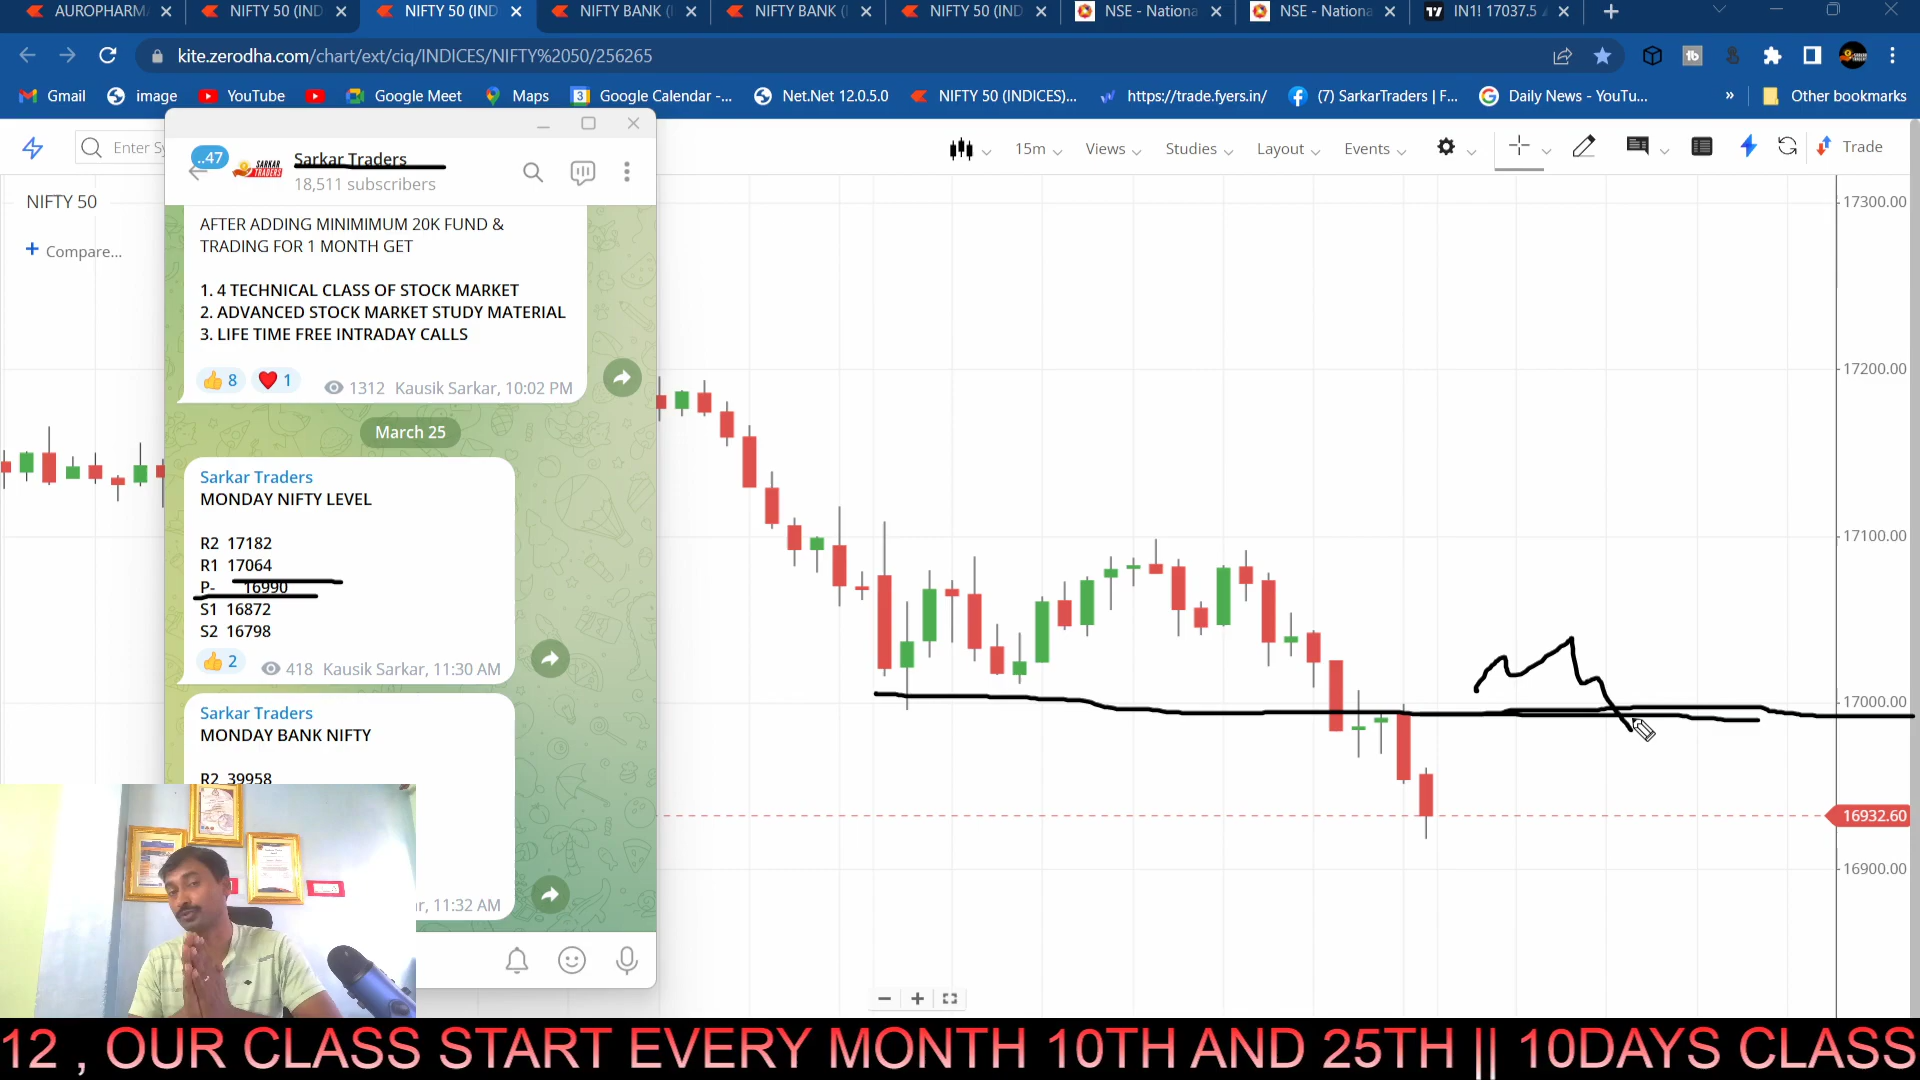 AUROPHARMA
NIFTY 50 (IND
NIFTY 50 (IND
NIFTY BANK (
NIFTY BANK (
NIFTY 50 (IND
NSE - Nationa
NSE - Nationa
IN1! 17037.5
kite.zerodha.com/chart/ext/ciq/INDICES/NIFTY%2050/256265
Gmail
image
YouTube
Google Meet
Maps
3
Google Calendar -...
Net.Net 12.0.5.0
NIFTY 50 (INDICES)...
https://trade.fyers.in/
(7) SarkarTraders | F...
Daily News - YouTu...
»
Other bookmarks
Enter Sy
15m
Views
Studies
Layout
Events
Trade
NIFTY 50
+ Compare...
..47
SARKAR
TRADERS
Sarkar Traders
18,511 subscribers
AFTER ADDING MINIMIMUM 20K FUND &
TRADING FOR 1 MONTH GET
1. 4 TECHNICAL CLASS OF STOCK MARKET
2. ADVANCED STOCK MARKET STUDY MATERIAL
3. LIFE TIME FREE INTRADAY CALLS
👍 8 ❤️ 1 1312 Kausik Sarkar, 10:02 PM
March 25
Sarkar Traders
MONDAY NIFTY LEVEL
R2 17182
R1 17064
P- 16990
S1 16872
S2 16798
👍 2 418 Kausik Sarkar, 11:30 AM
Sarkar Traders
MONDAY BANK NIFTY
R2 39958
ar, 11:32 AM
17300.00
17200.00
17100.00
17000.00
16932.60
16900.00
12 , OUR CLASS START EVERY MONTH 10TH AND 25TH || 10DAYS CLASS